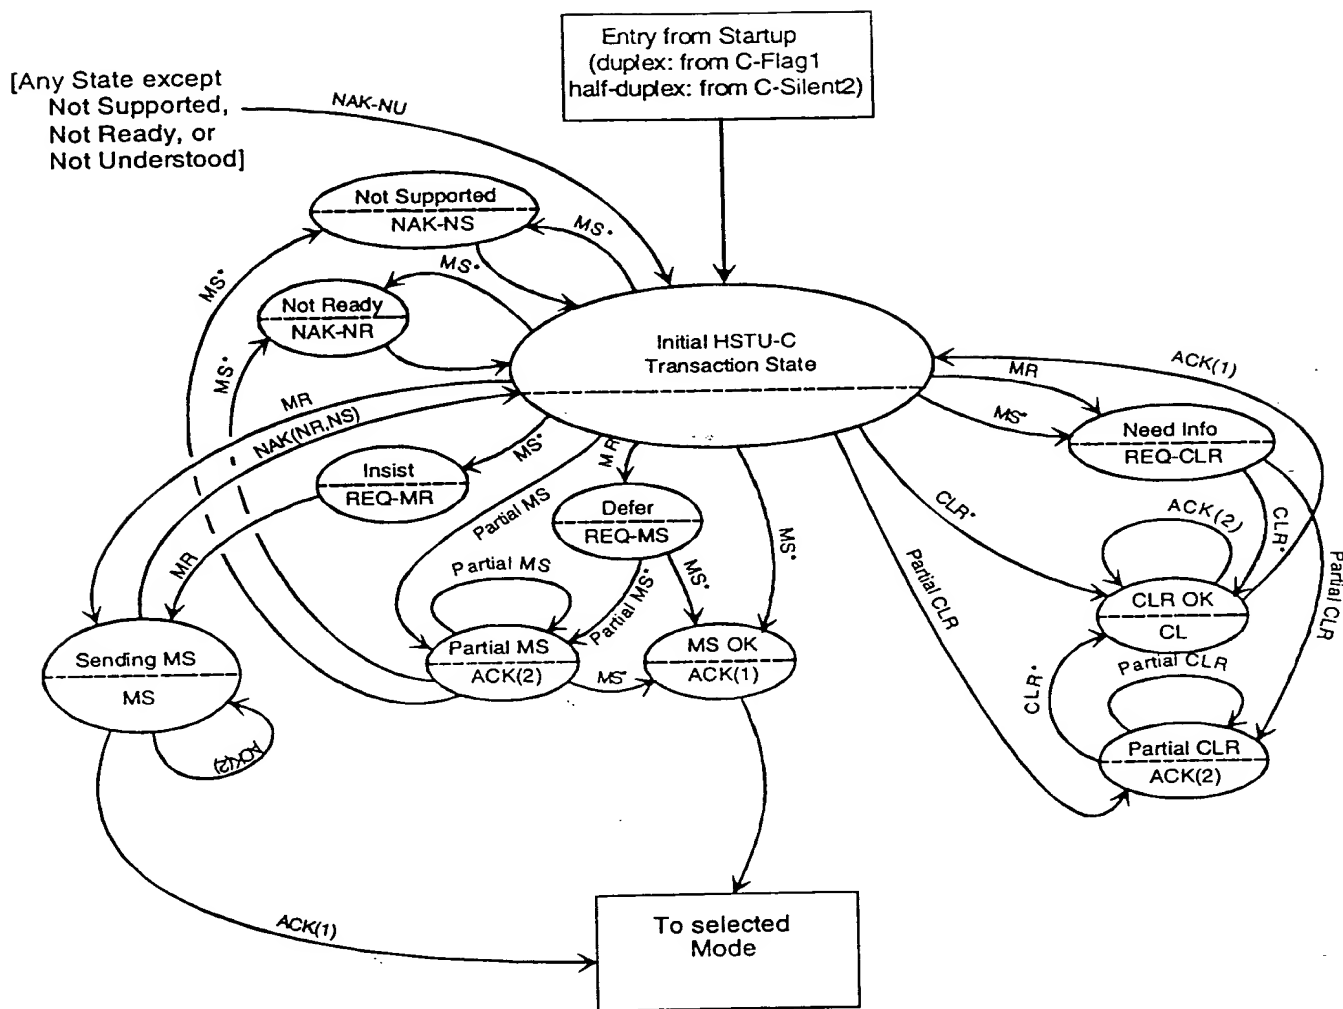 Entry from Startup
(duplex: from C-Flag1
half-duplex: from C-Silent2)
[Any State except
Not Supported,
Not Ready, or
Not Understood]
NAK-NU
Not Supported
NAK-NS
MS*
MS*
MS*
Not Ready
NAK-NR
MS*
Initial HSTU-C
Transaction State
ACK(1)
MR
MS*
Need Info
REQ-CLR
MR
NAK(NR,NS)
MS*
Insist
REQ-MR
MR
Partial MS
MR
Defer
REQ-MS
MS*
CLR*
Partial CLR
ACK(2)
CLR*
Partial CLR
MR
Partial MS
Partial MS*
MS*
CLR OK
CL
Sending MS
MS
Partial MS
ACK(2)
MS*
MS OK
ACK(1)
CLR*
Partial CLR
Partial CLR
ACK(2)
ACK(2)
ACK(1)
To selected
Mode